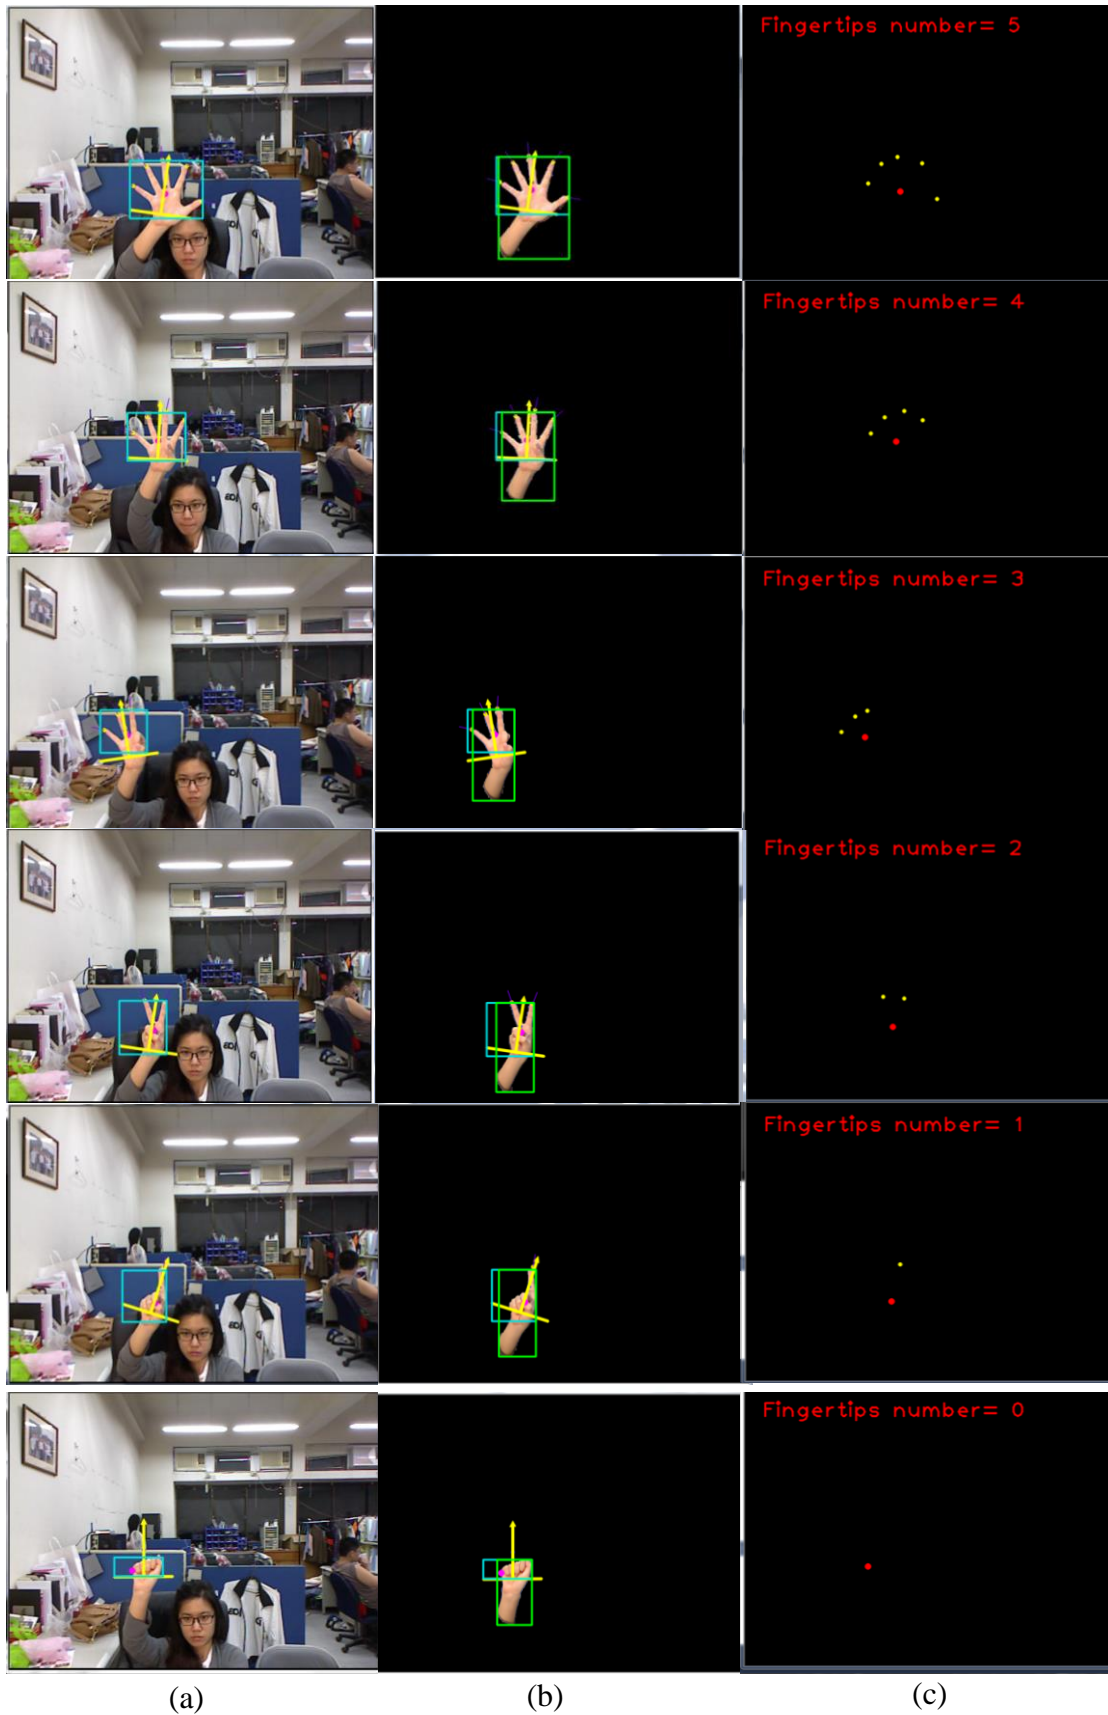 Fingertips number= 5
Fingertips number= 4
Fingertips number= 3
Fingertips number= 2
Fingertips number= 1
Fingertips number= 0
(a) (b) (c)